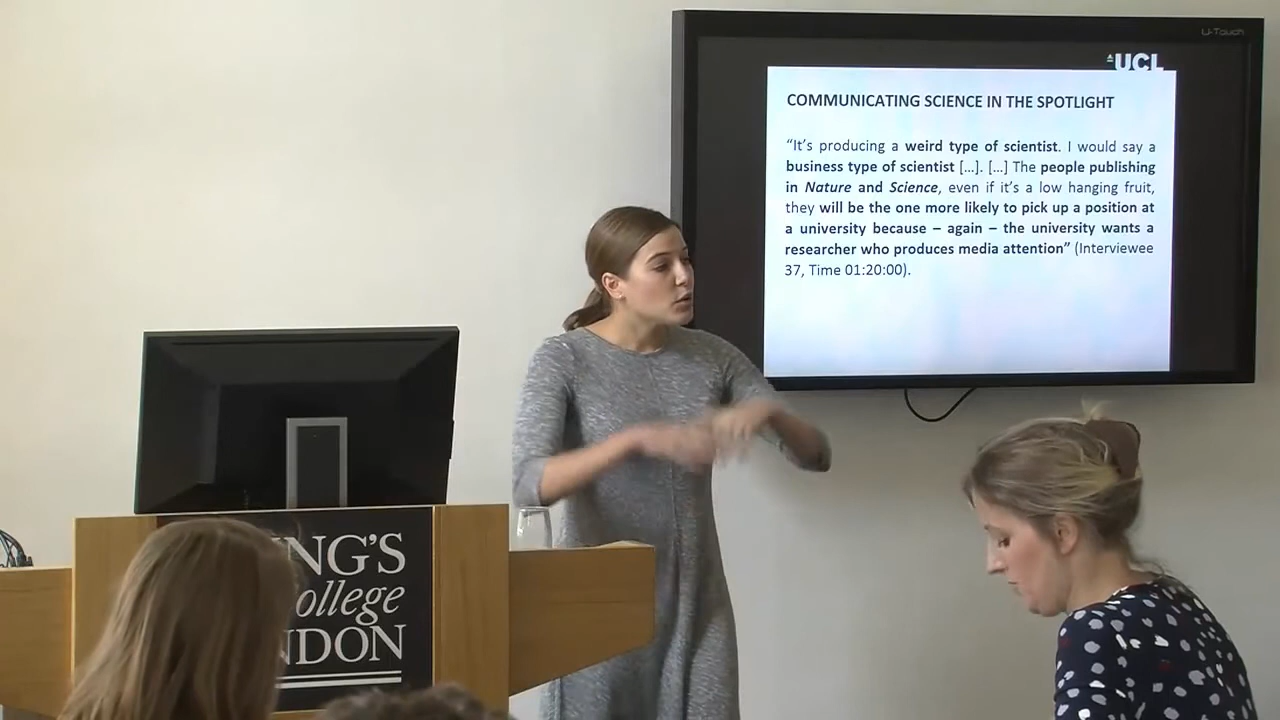 U-Touch
UCL
COMMUNICATING SCIENCE IN THE SPOTLIGHT
“It’s producing a weird type of scientist. I would say a
business type of scientist [...]. [...] The people publishing
in Nature and Science, even if it’s a low hanging fruit,
they will be the one more likely to pick up a position at
a university because – again – the university wants a
researcher who produces media attention” (Interviewee
37, Time 01:20:00).
ING’S
ollege
NDON